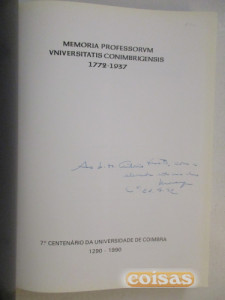 MEMORIA PROFESSORVM
VNIVERSITATIS CONIMBRIGENSIS
1772-1937
7º CENTENÁRIO DA UNIVERSIDADE DE COIMBRA
1290 - 1990
coisas